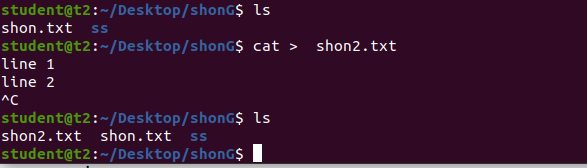 student@t2:~/Desktop/shonG$ ls
shon.txt  ss
student@t2:~/Desktop/shonG$ cat >  shon2.txt
line 1
line 2
^C
student@t2:~/Desktop/shonG$ ls
shon2.txt  shon.txt  ss
student@t2:~/Desktop/shonG$